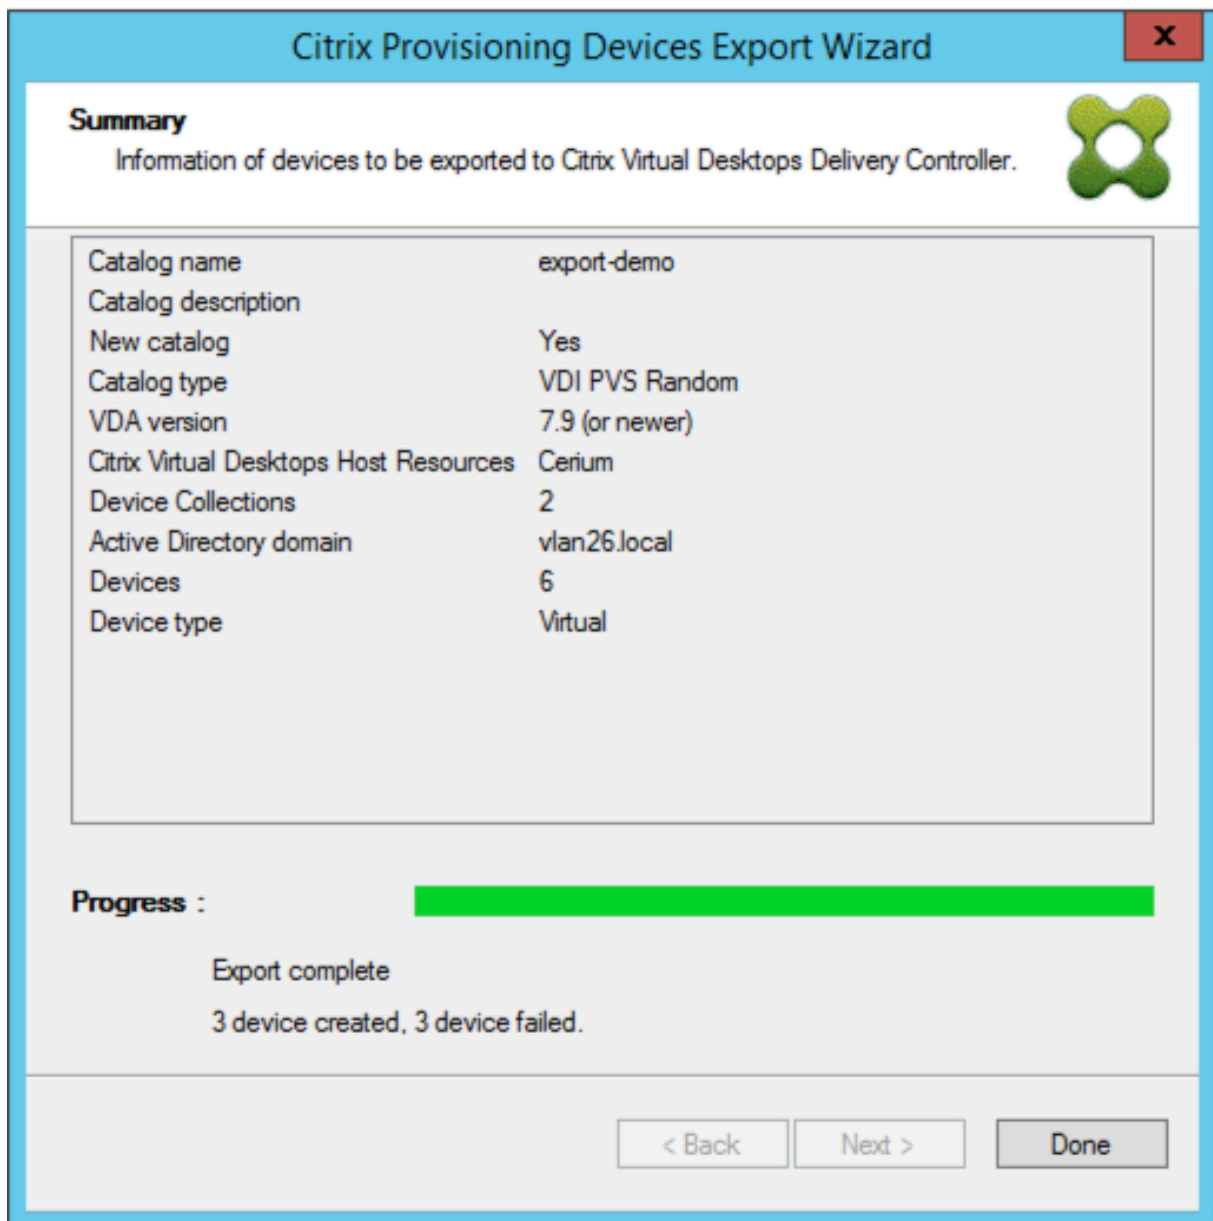 Citrix Provisioning Devices Export Wizard
x
Summary
Information of devices to be exported to Citrix Virtual Desktops Delivery Controller.
Catalog name export-demo
Catalog description
New catalog Yes
Catalog type VDI PVS Random
VDA version 7.9 (or newer)
Citrix Virtual Desktops Host Resources Cerium
Device Collections 2
Active Directory domain vlan26.local
Devices 6
Device type Virtual
Progress :
Export complete
3 device created, 3 device failed.
< Back Next > Done